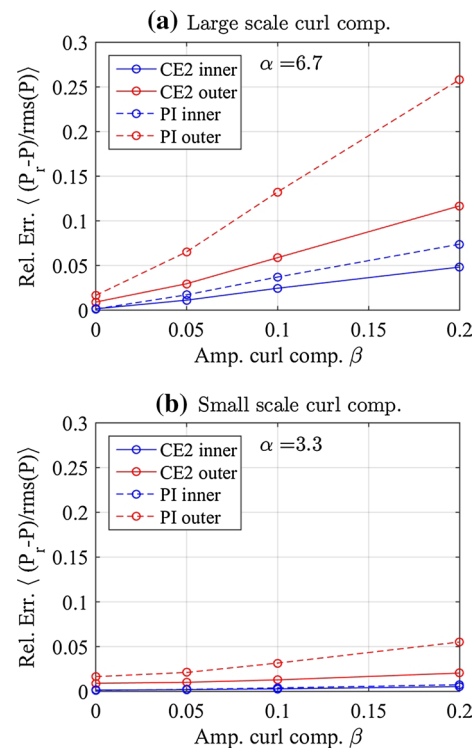 (a) Large scale curl comp.
0.3
0.25
0.2
0.15
0.1
0.05
0
CE2 inner
CE2 outer
PI inner
PI outer
α =6.7
Rel. Err. ⟨ (P_r-P)/rms(P)⟩
0 0.05 0.1 0.15 0.2
Amp. curl comp. β
(b) Small scale curl comp.
0.3
0.25
0.2
0.15
0.1
0.05
0
CE2 inner
CE2 outer
PI inner
PI outer
α =3.3
Rel. Err. ⟨ (P_r-P)/rms(P)⟩
0 0.05 0.1 0.15 0.2
Amp. curl comp. β